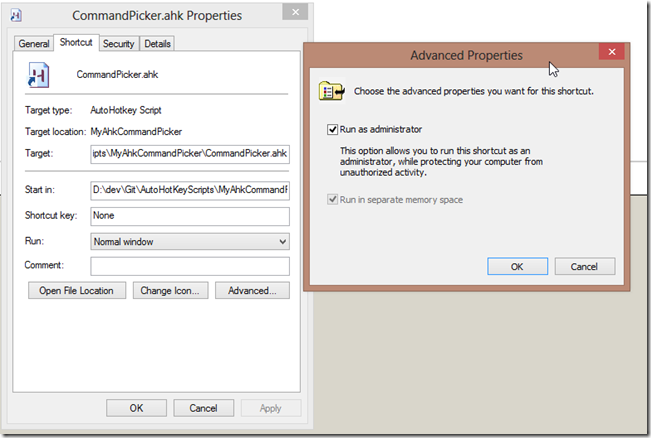 CommandPicker.ahk Properties
General Shortcut Security Details
CommandPicker.ahk
Target type: AutoHotkey Script
Target location: MyAhkCommandPicker
Target: ipts\MyAhkCommandPicker\CommandPicker.ahk
Start in: D:\dev\Git\AutoHotKeyScripts\MyAhkCommandF
Shortcut key: None
Run: Normal window
Comment:
Open File Location Change Icon... Advanced...
OK Cancel Apply
Advanced Properties
Choose the advanced properties you want for this shortcut.
Run as administrator
This option allows you to run this shortcut as an
administrator, while protecting your computer from
unauthorized activity.
Run in separate memory space
OK Cancel